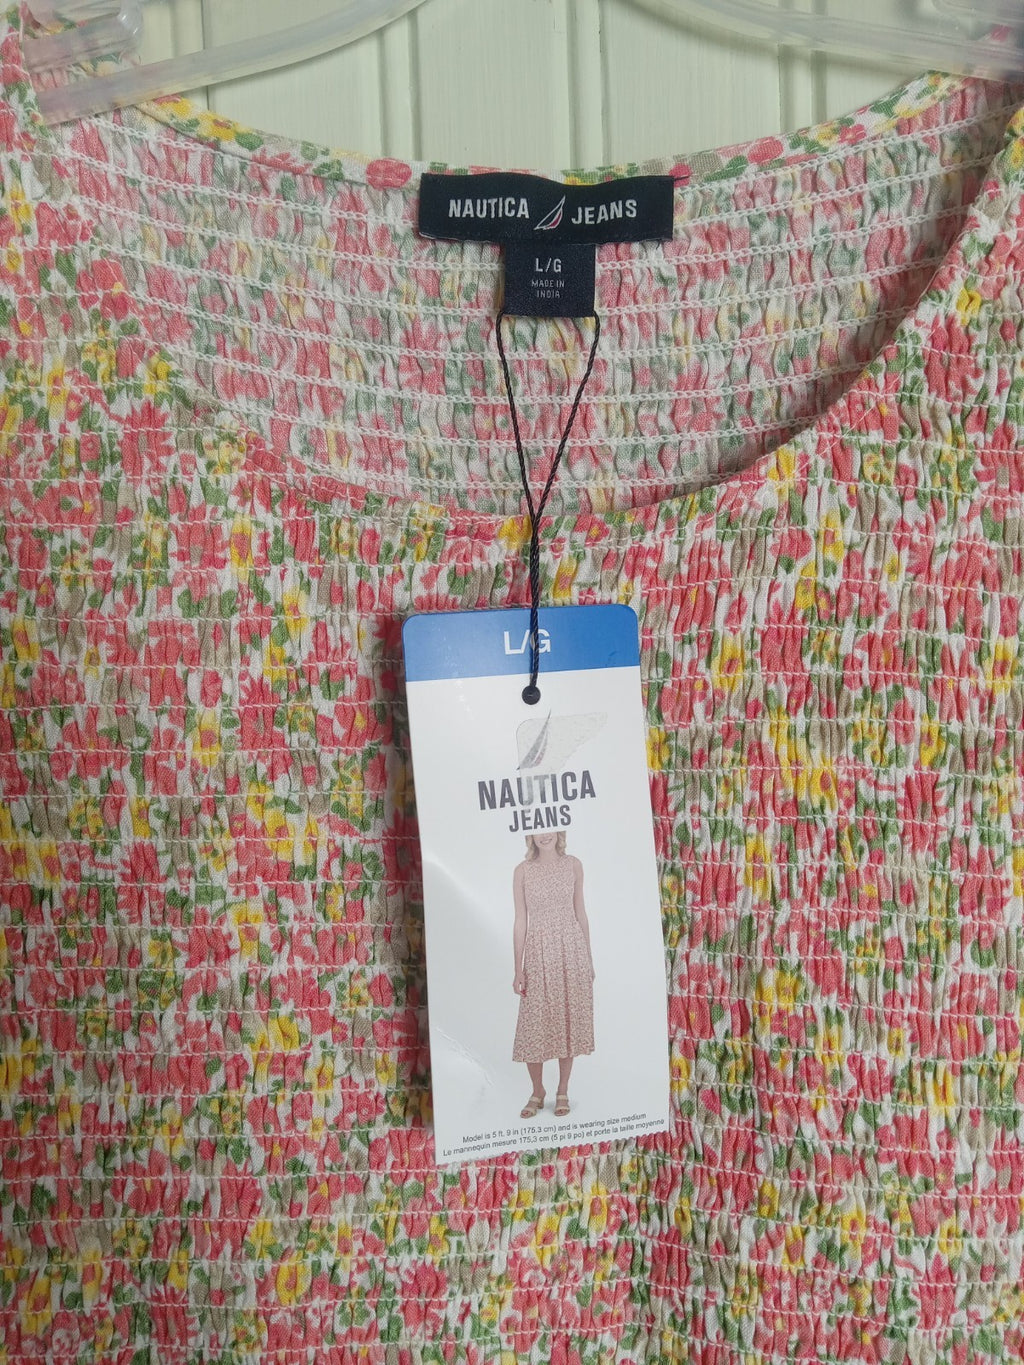 NAUTICA JEANS
L/G
MADE IN
INDIA
L/G
NAUTICA
JEANS
Model is 5 ft. 9 in (175.3 cm) and is wearing size medium
Le mannequin mesure 175,3 cm (5 pi 9 po) et porte la taille moyenne